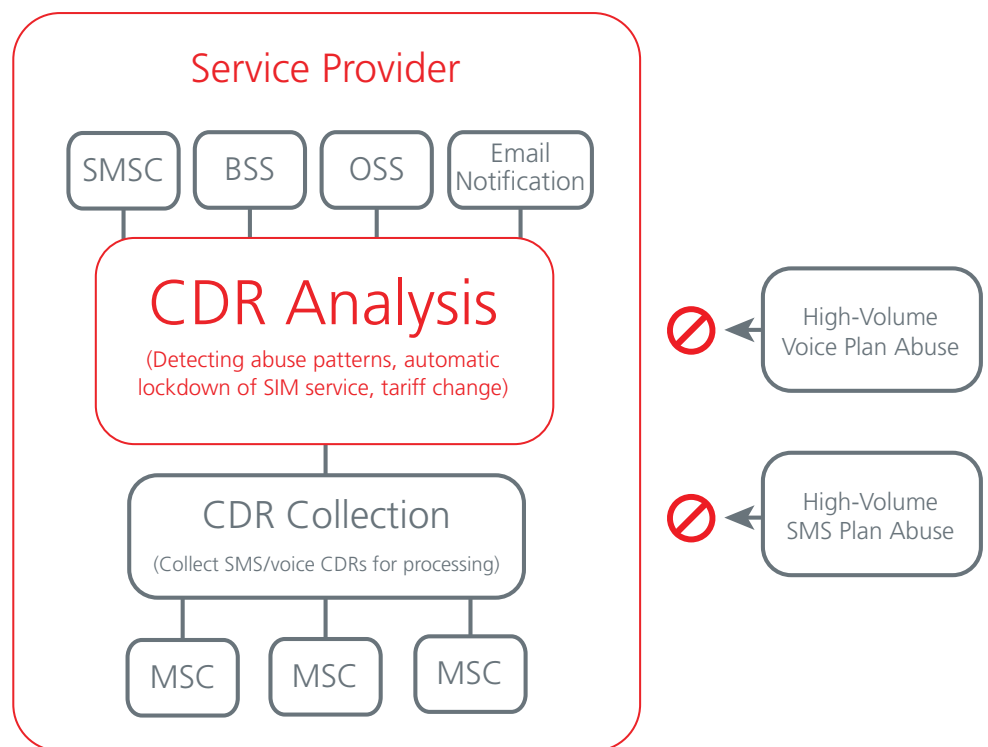 Service Provider
SMSC
BSS
OSS
Email
Notification
CDR Analysis
(Detecting abuse patterns, automatic
lockdown of SIM service, tariff change)
High-Volume
Voice Plan Abuse
CDR Collection
(Collect SMS/voice CDRs for processing)
High-Volume
SMS Plan Abuse
MSC
MSC
MSC